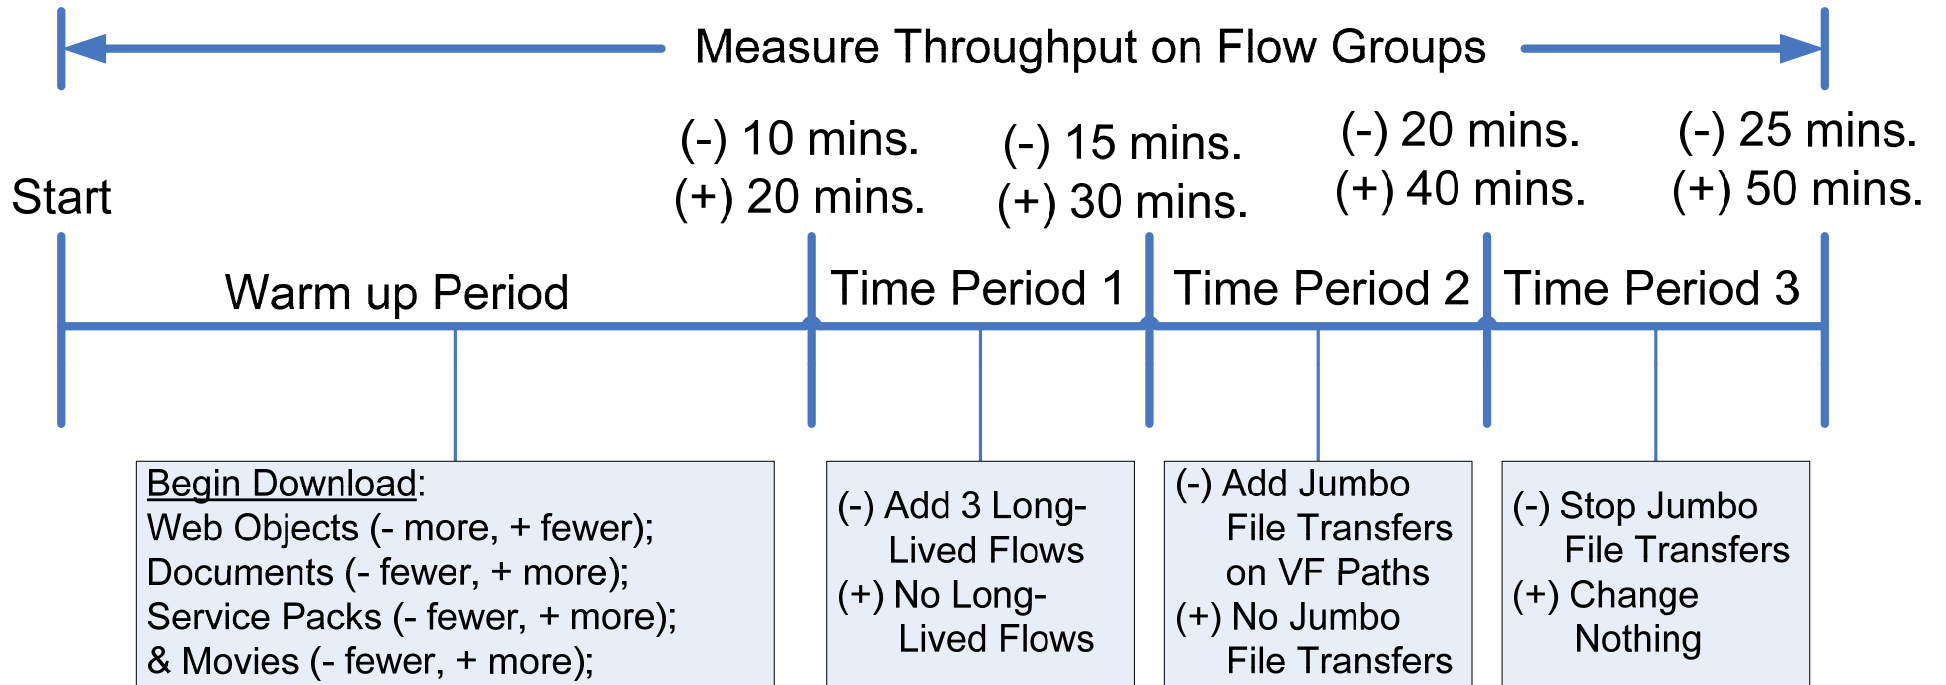 Measure Throughput on Flow Groups
(-) 10 mins.
(+) 20 mins.
(-) 15 mins.
(+) 30 mins.
(-) 20 mins.
(+) 40 mins.
(-) 25 mins.
(+) 50 mins.
Start
Warm up Period
Time Period 1
Time Period 2
Time Period 3
Begin Download:
Web Objects (- more, + fewer);
Documents (- fewer, + more);
Service Packs (- fewer, + more);
& Movies (- fewer, + more);
(-) Add 3 Long-
Lived Flows
(+) No Long-
Lived Flows
(-) Add Jumbo
File Transfers
on VF Paths
(+) No Jumbo
File Transfers
(-) Stop Jumbo
File Transfers
(+) Change
Nothing